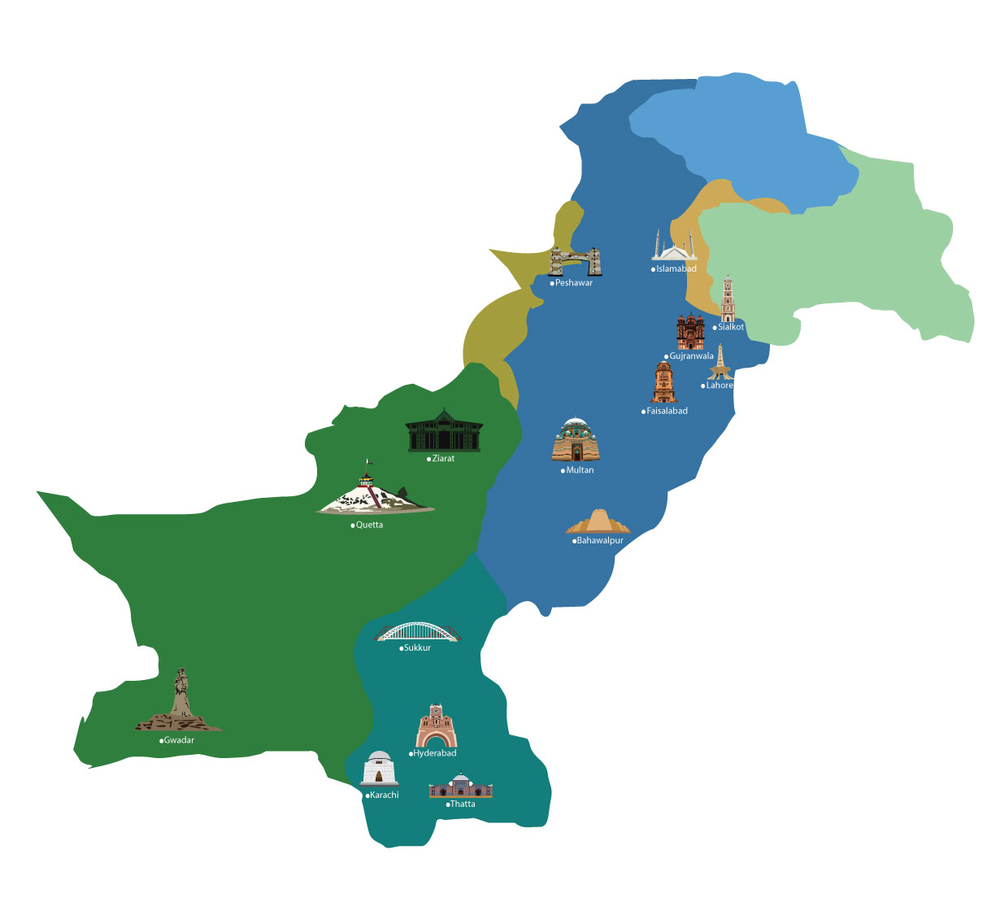 Islamabad
Peshawar
Sialkot
Gujranwala
Lahore
Faisalabad
Ziarat
Multan
Quetta
Bahawalpur
Sukkur
Gwadar
Hyderabad
Karachi
Thatta